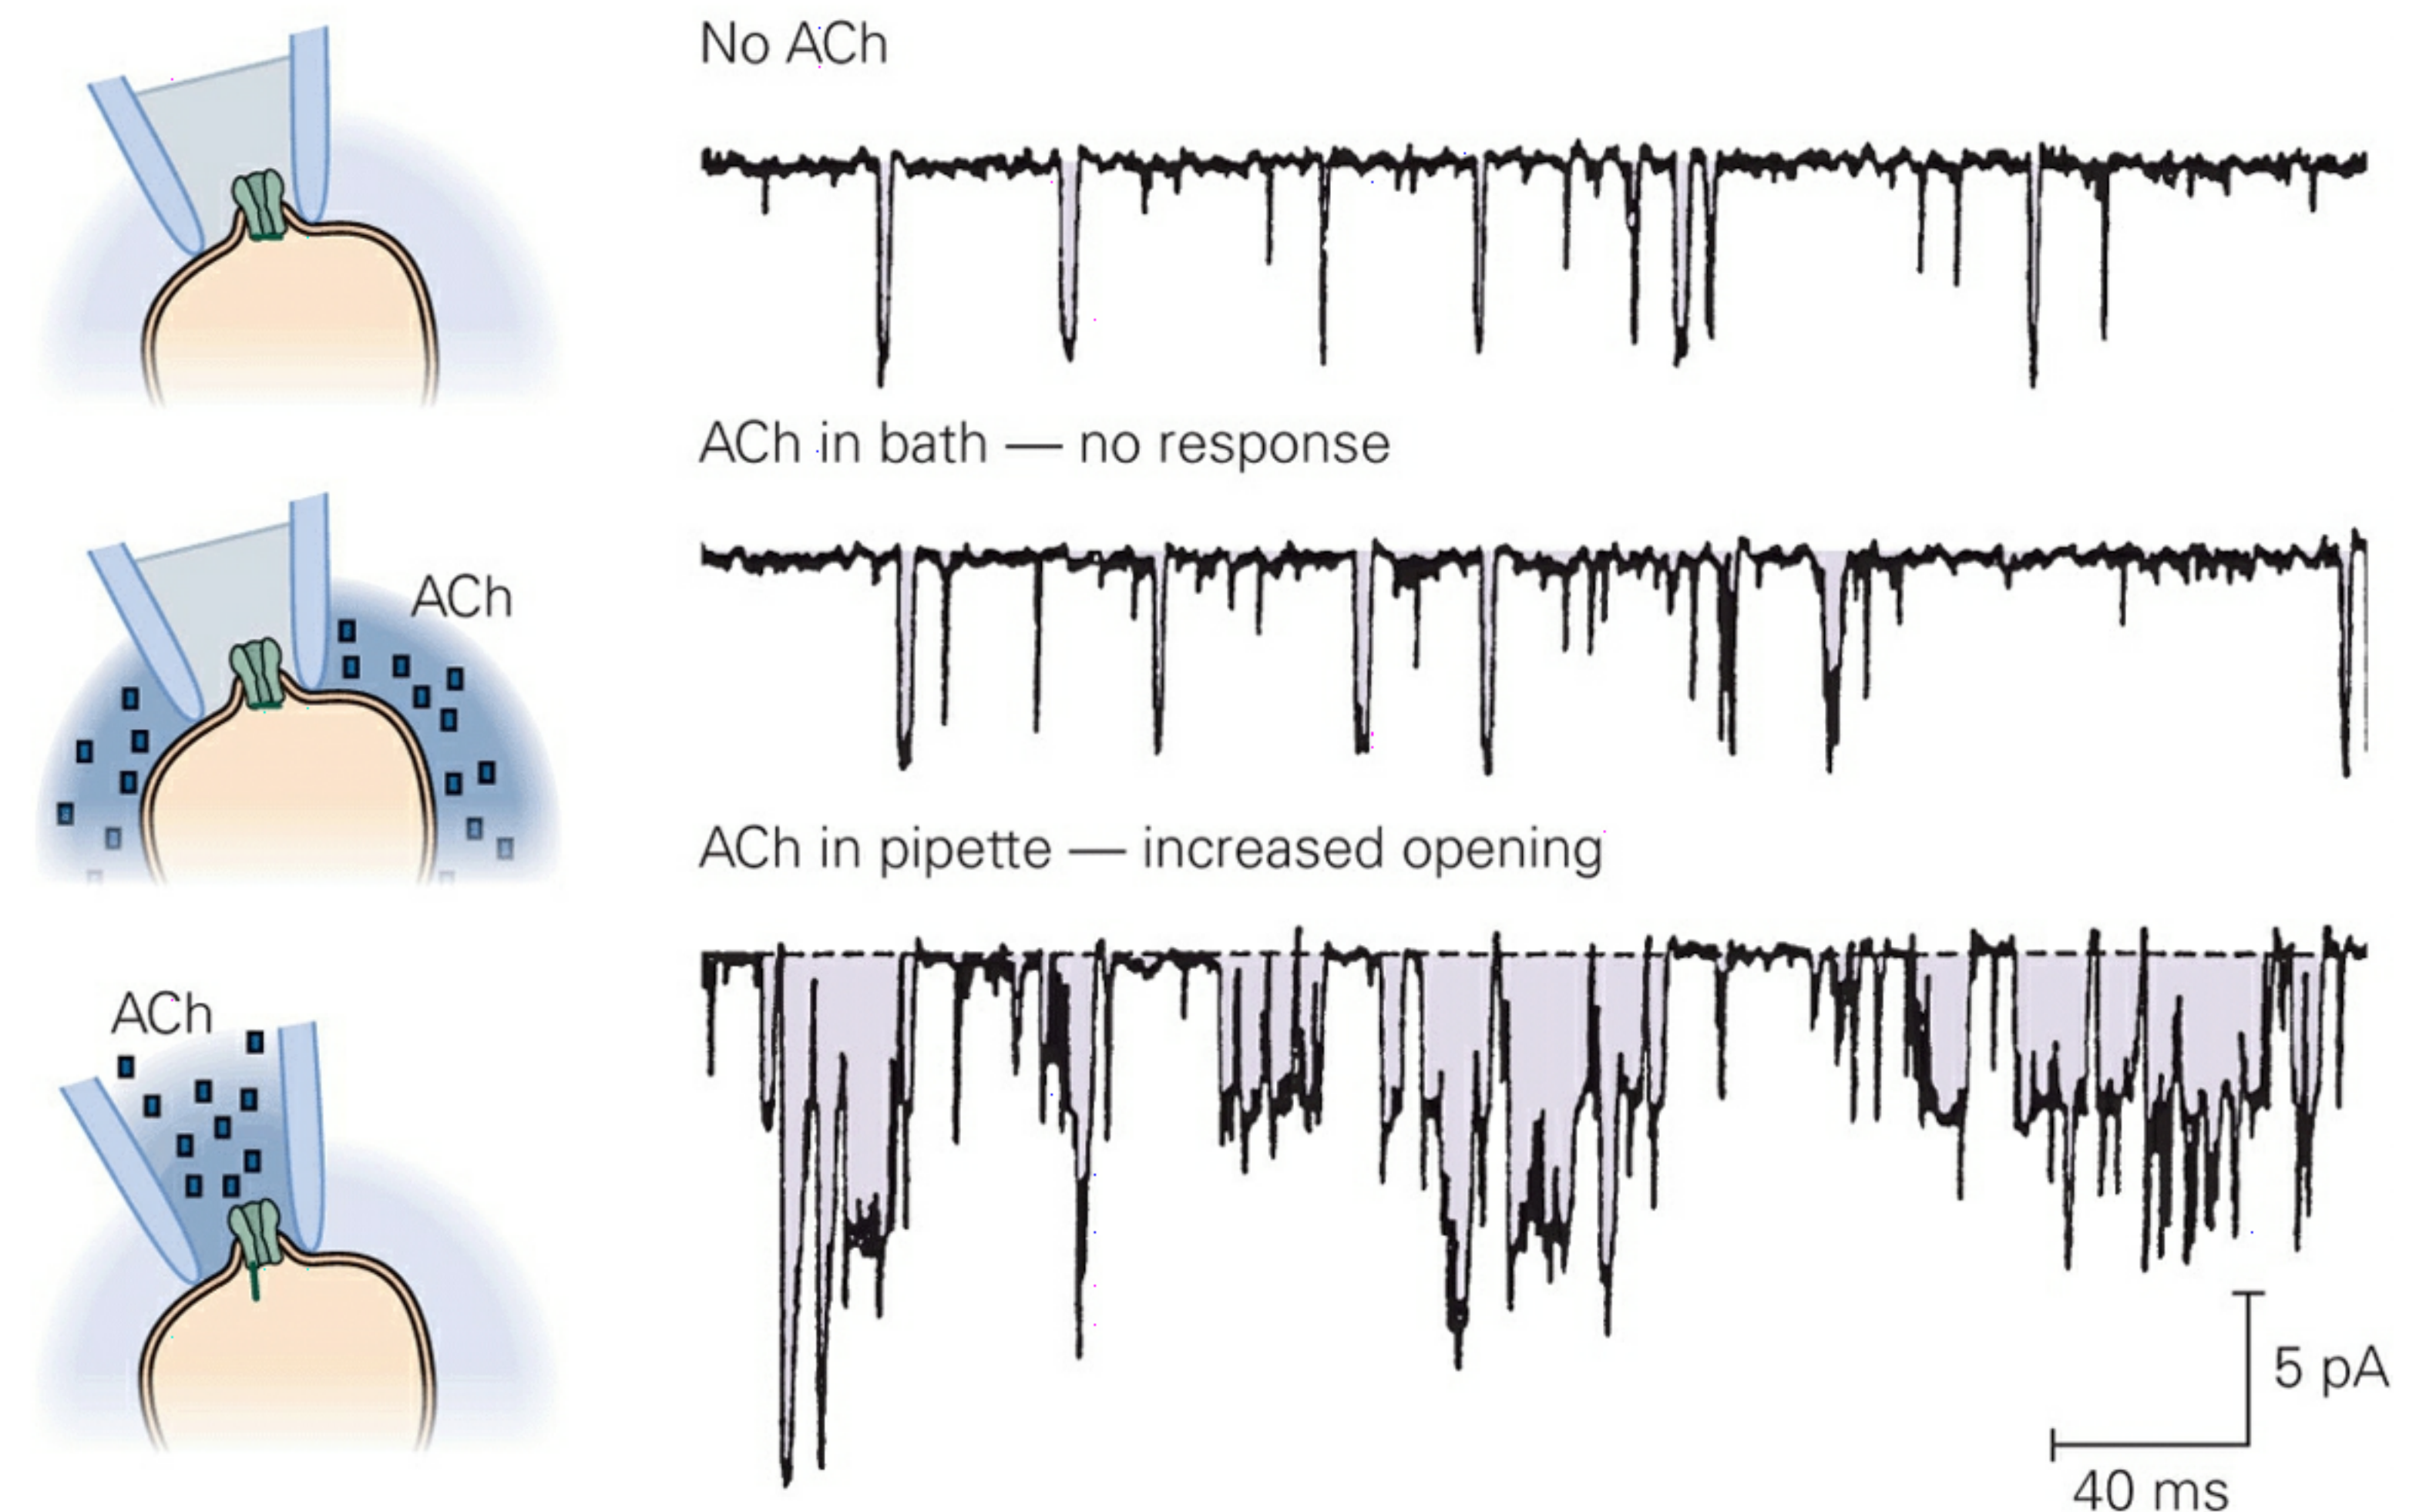 No ACh
ACh in bath — no response
ACh
ACh in pipette — increased opening
ACh
5 pA
40 ms